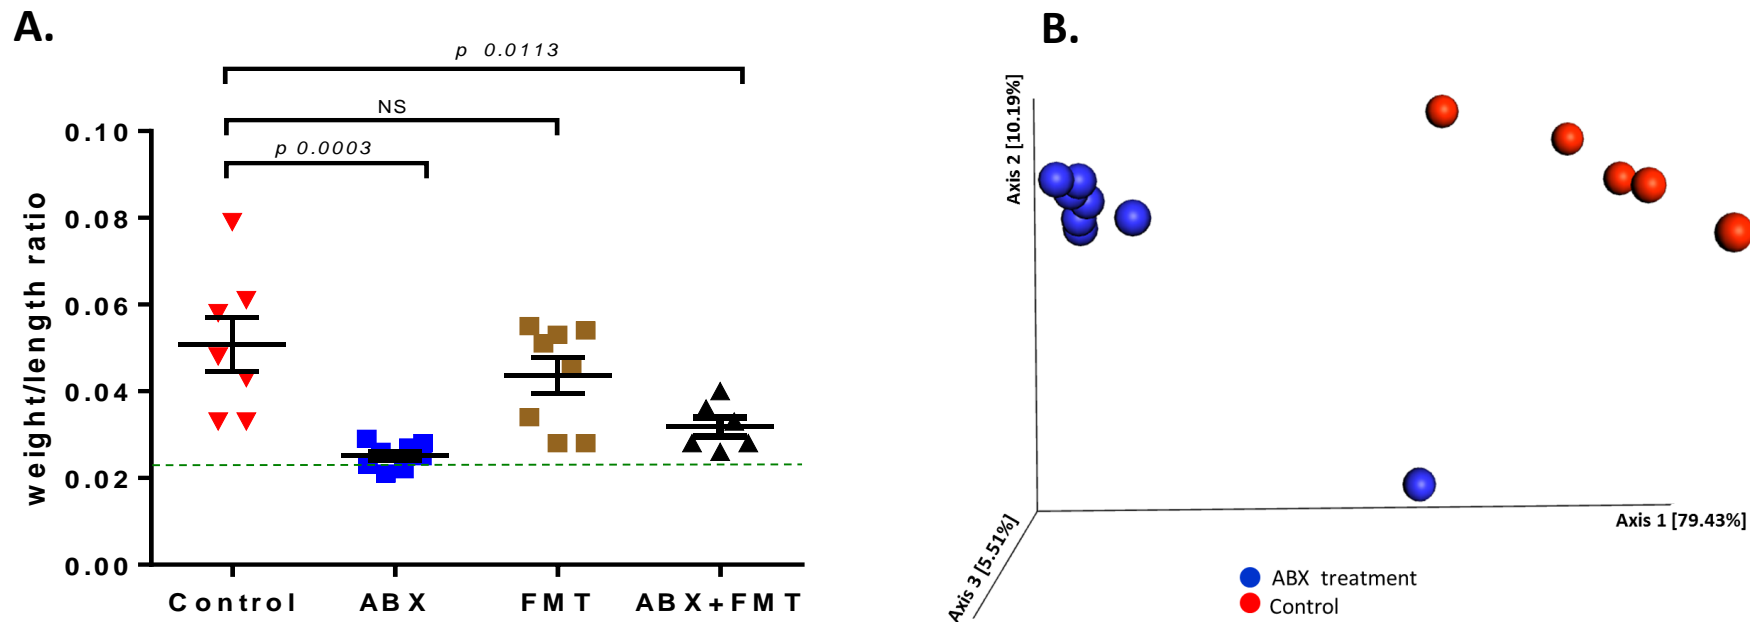 A.
p 0.0113
NS
p 0.0003
0.10
0.08
0.06
0.04
0.02
0.00
weight/length ratio
Control ABX FMT ABX+FMT
B.
Axis 2 [10.19%]
Axis 1 [79.43%]
Axis 3 [5.51%]
ABX treatment
Control